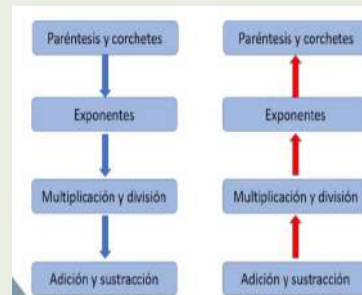 Paréntesis y corchetes
Exponentes
Multiplicación y división
Adición y sustracción
Paréntesis y corchetes
Exponentes
Multiplicación y división
Adición y sustracción